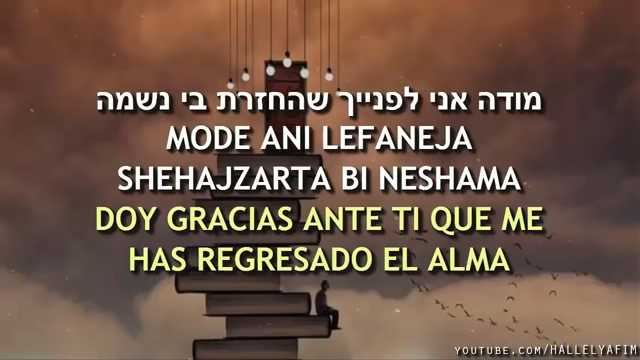 מודה אני לפנייך שהחזרת בי נשמה
MODE ANI LEFANEJA
SHEHAJZARTA BI NESHAMA
DOY GRACIAS ANTE TI QUE ME
HAS REGRESADO EL ALMA
YOUTUBE.COM/HALLELYAFIM